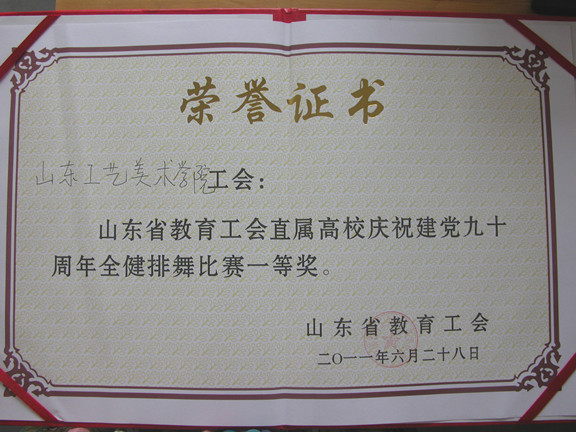 荣誉证书
山东工艺美术学院工会：
山东省教育工会直属高校庆祝建党九十
周年全健排舞比赛一等奖。
山东省教育工会
二〇一一年六月二十八日